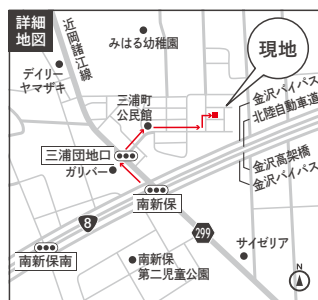 詳細
地図
近岡諸江線
みはる幼稚園
現地
デイリー
ヤマザキ
三浦町
公民館
金沢バイパス
北陸自動車道
三浦団地口
ガリバー
金沢高架橋
金沢バイパス
南新保
8
299
南新保南
南新保
第二児童公園
サイゼリア
N